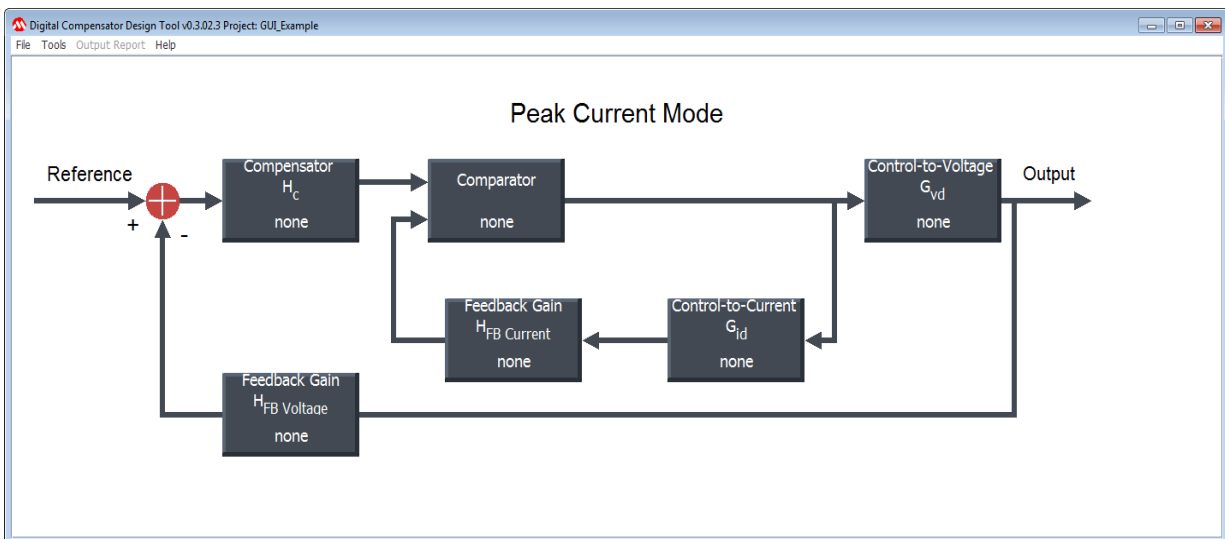 Digital Compensator Design Tool v0.3.02.3 Project: GUI_Example
File Tools Output Report Help
Peak Current Mode
Reference
+
-
Compensator
Hc
none
Comparator
none
Control-to-Voltage
Gvd
none
Output
Feedback Gain
HFB Current
none
Control-to-Current
Gid
none
Feedback Gain
HFB Voltage
none